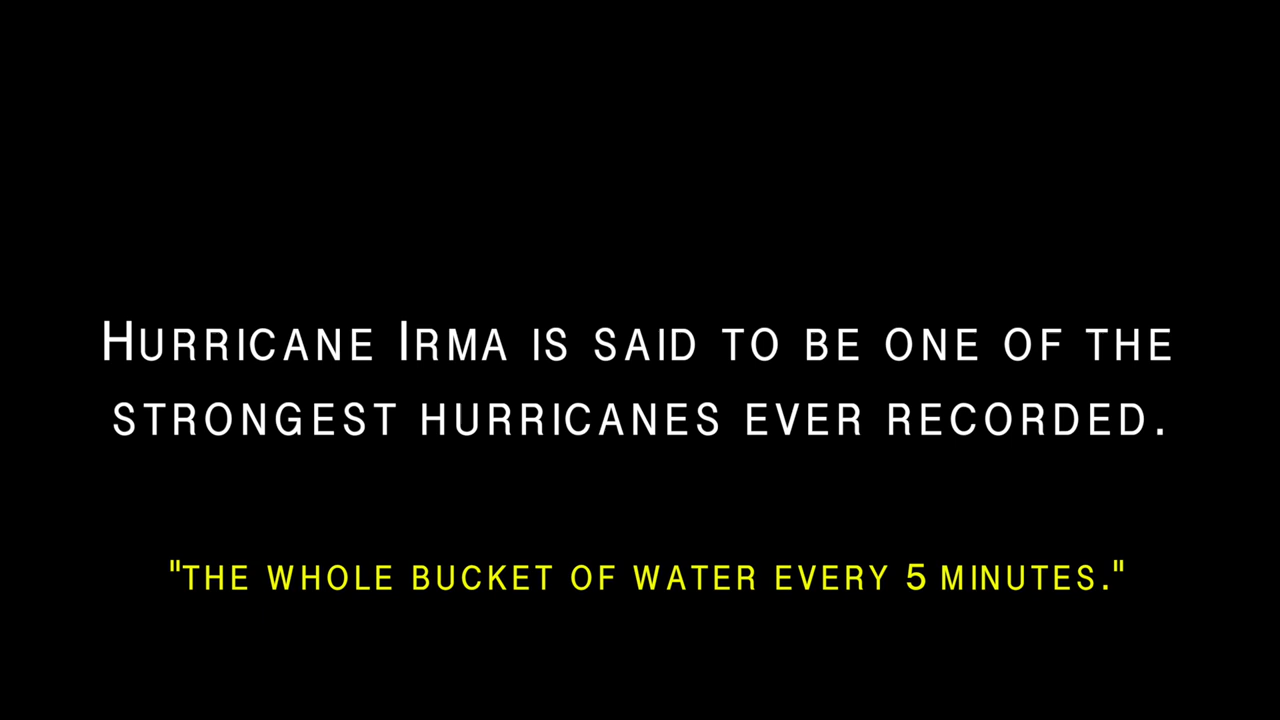 Hurricane Irma is said to be one of the
strongest hurricanes ever recorded.
"the whole bucket of water every 5 minutes."